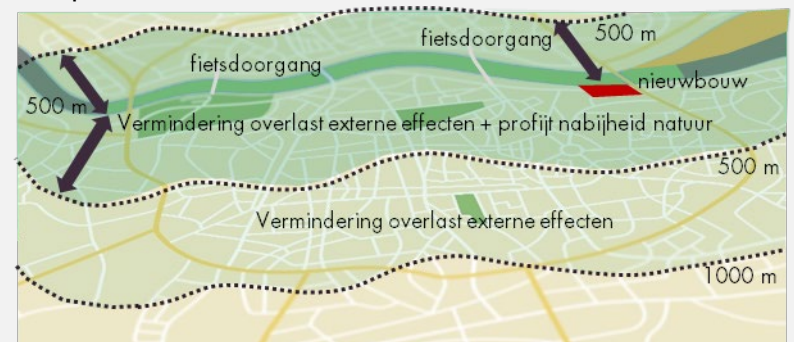 fietsdoorgang
500 m
fietsdoorgang
nieuwbouw
500 m
Vermindering overlast externe effecten + profijt nabijheid natuur
500 m
Vermindering overlast externe effecten
1000 m